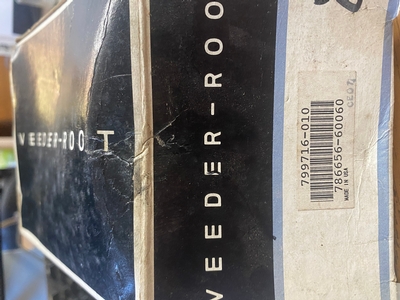 VEEDER-ROOT
VEEDER-ROO
799716-010
786656-60060
MADE IN USA